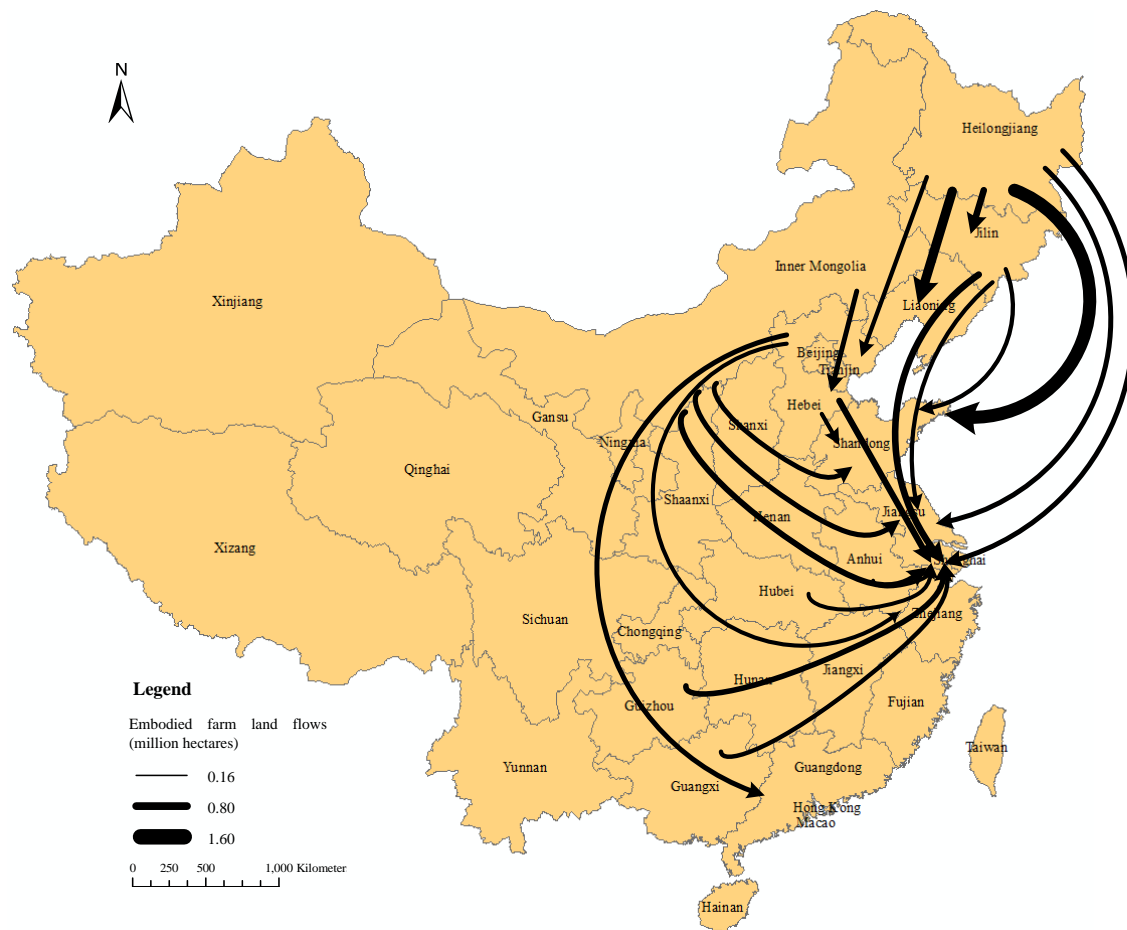 N
Heilongjiang
Jilin
Inner Mongolia
Xinjiang
Liaoning
Beijing
Tianjin
Gansu
Hebei
Shanxi
Ningxia
Shandong
Qinghai
Shaanxi
Henan
Jiangsu
Xizang
Anhui
Shanghai
Hubei
Sichuan
Zhejiang
Chongqing
Jiangxi
Hunan
Legend
Guizhou
Fujian
Embodied farm land flows
(million hectares)
Taiwan
Yunnan
Guangdong
0.16
Guangxi
0.80
Hong Kong
Macao
1.60
0 250 500 1,000 Kilometer
Hainan